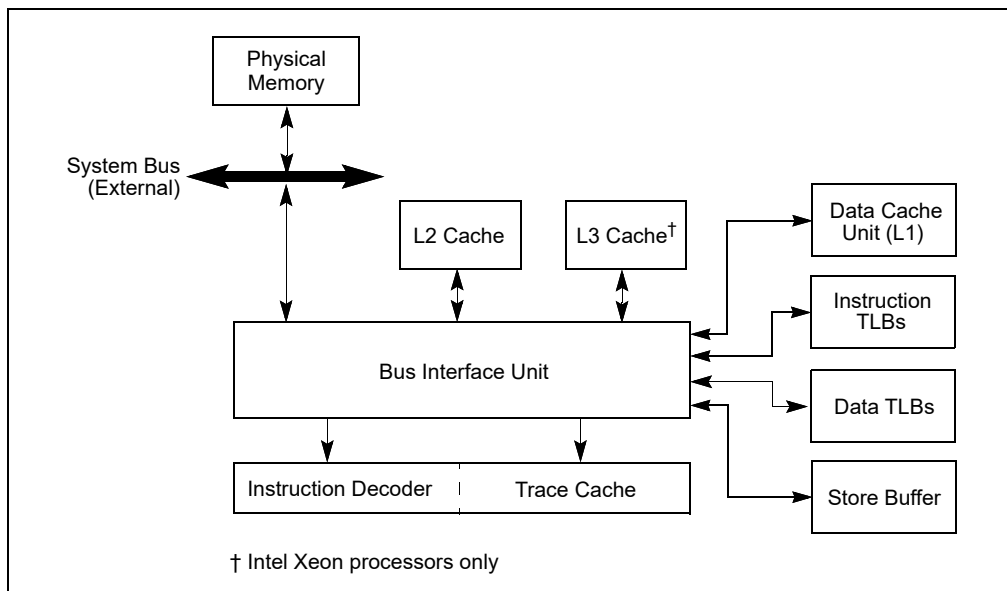 Physical
Memory
System Bus
(External)
L2 Cache
L3 Cache†
Data Cache
Unit (L1)
Instruction
TLBs
Bus Interface Unit
Data TLBs
Instruction Decoder
Trace Cache
Store Buffer
† Intel Xeon processors only